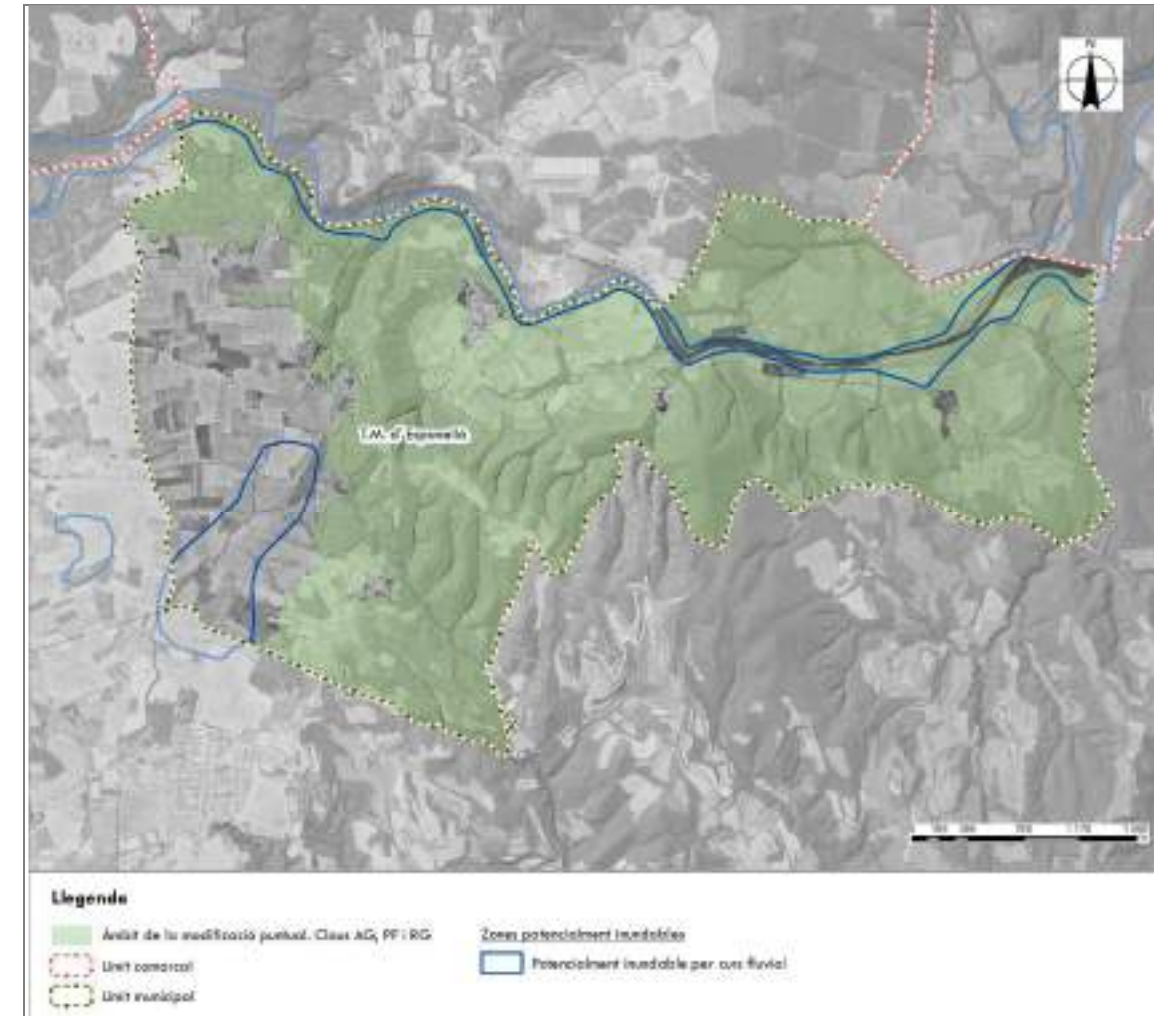 N
T.M. d'
Llegenda
Àmbit de la modificació puntual. Claus AG, PF i RG
Límit comarcal
Límit municipal
Zones potencialment inundables
Potencialment inundable per curs fluvial